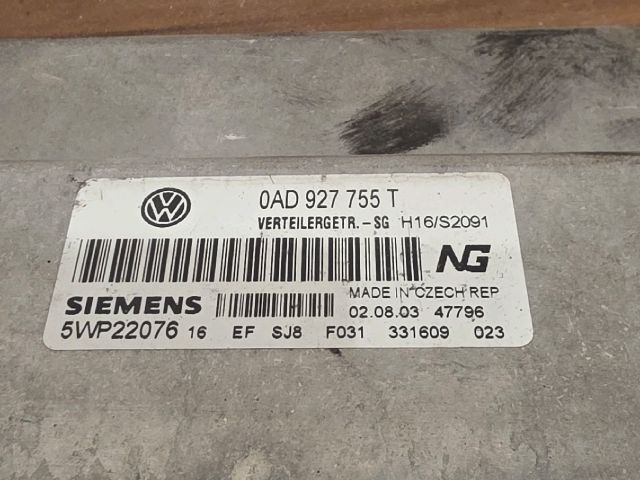 0AD 927 755 T
VERTEILERGETR.-SG H16/S2091
NG
MADE IN CZECH REP
SIEMENS
02.08.03 47796
5WP22076 16 EF SJ8 F031 331609 023